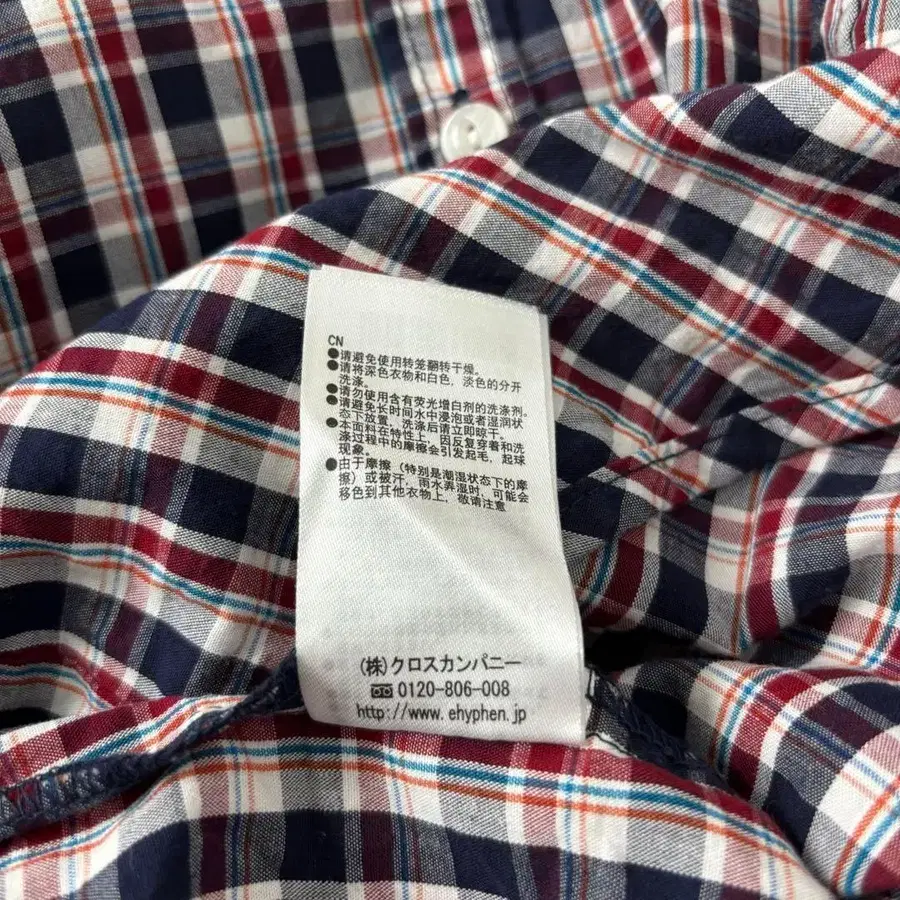 CN
●请避免使用转笼翻转干燥。
●请将深色衣物和白色，淡色的分开
洗涤。
●请勿使用含有荧光增白剂的洗涤剂。
●请避免长时间水中浸泡或者湿润状
态下放置。洗涤后请立即晾干。
●本面料在特性上，因反复穿着和洗
涤过程中的摩擦会引发起毛，起球
现象。
●由于摩擦（特别是潮湿状态下的摩
擦）或被汗，雨水弄湿时，可能会
移色到其他衣物上，敬请注意
(株)クロスカンパニー
0120-806-008
http://www.ehyphen.jp